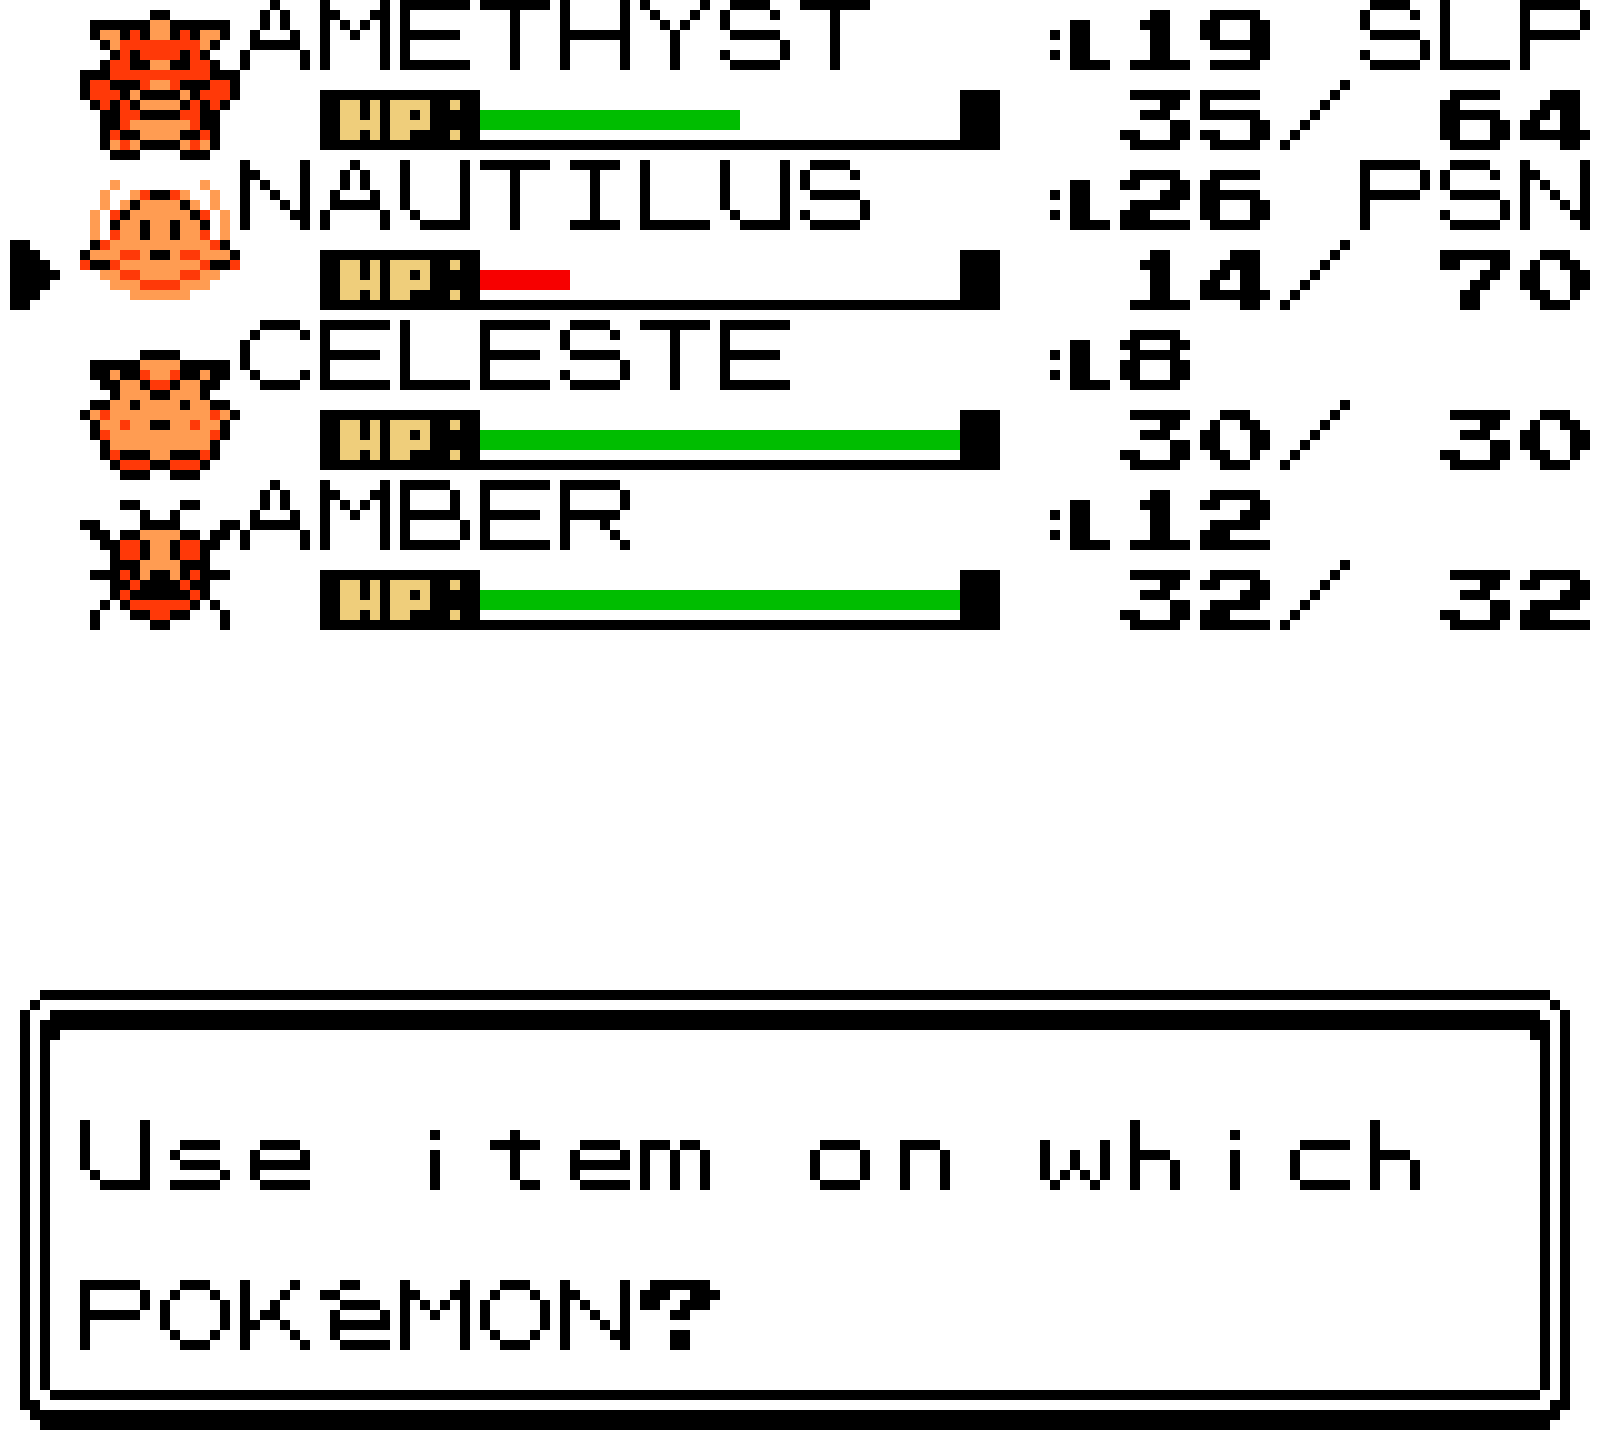 AMETHYST :L19 SLP
HP: 35/ 64
NAUTILUS :L26 PSN
HP: 14/ 70
CELESTE :L8
HP: 30/ 30
AMBER :L12
HP: 32/ 32
Use item on which
POKéMON?